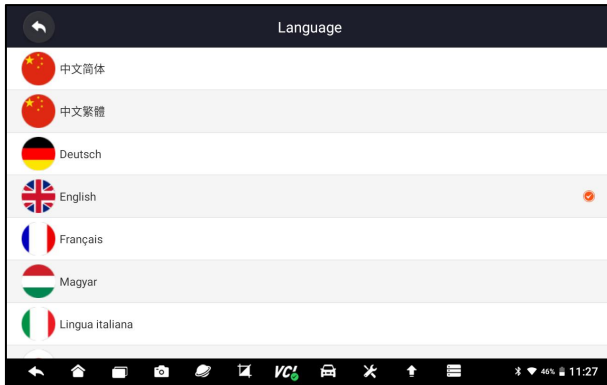 Language
中文简体
中文繁體
Deutsch
English
Français
Magyar
Lingua italiana
VCI 46% 11:27